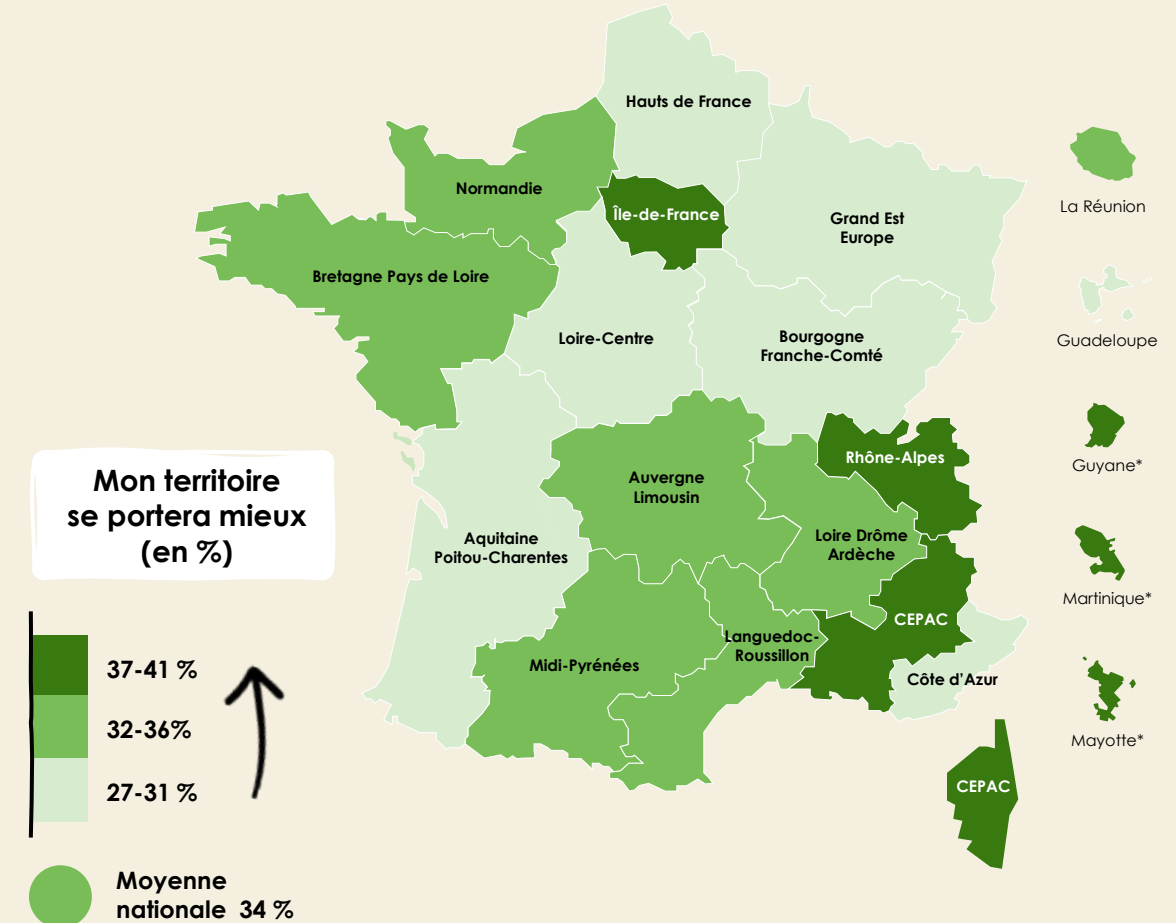 Hauts de France
Normandie
Île-de-France
Grand Est
Europe
Bretagne Pays de Loire
Loire-Centre
Bourgogne
Franche-Comté
Rhône-Alpes
Auvergne
Limousin
Loire Drôme
Ardèche
Aquitaine
Poitou-Charentes
CEPAC
Languedoc-
Roussillon
Midi-Pyrénées
Côte d'Azur
CEPAC
La Réunion
Guadeloupe
Guyane*
Martinique*
Mayotte*
Mon territoire
se portera mieux
(en %)
37-41 %
32-36%
27-31 %
Moyenne
nationale 34 %